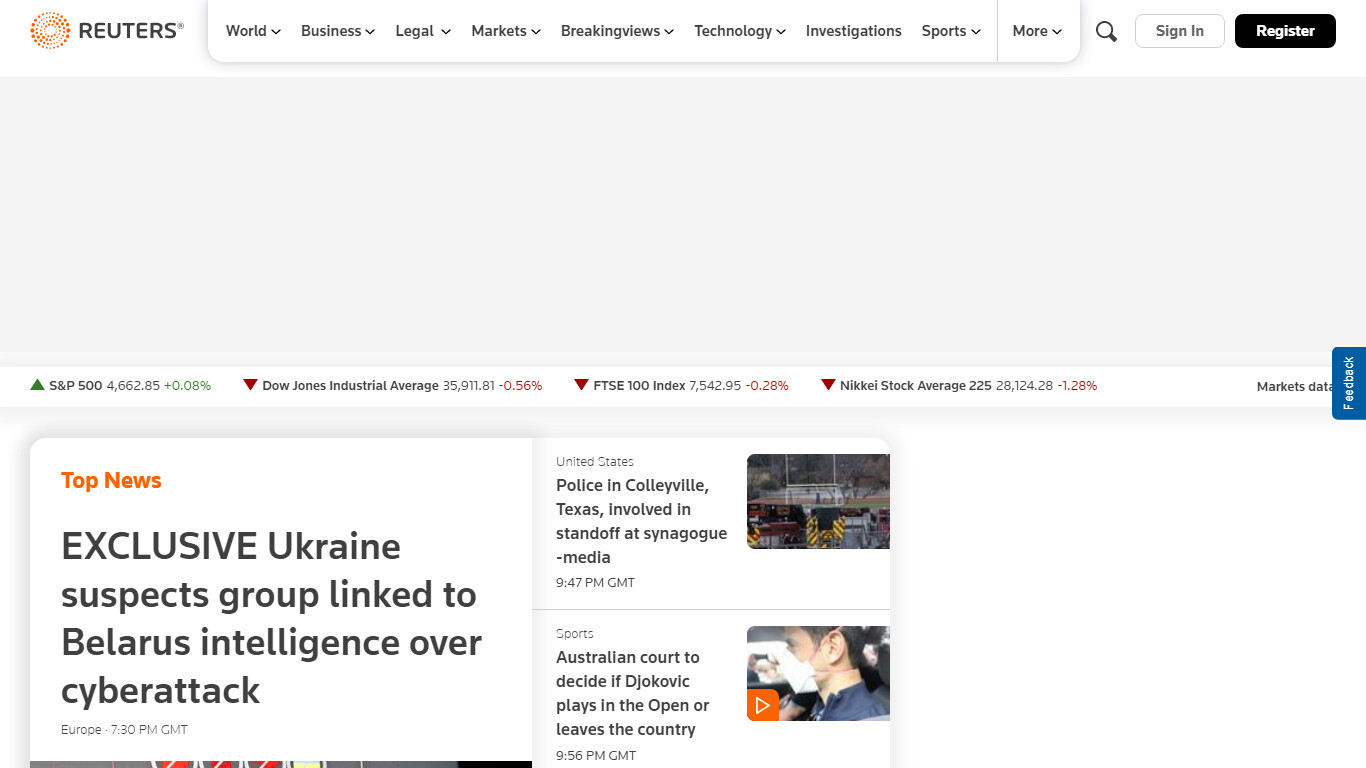 REUTERS®
World
Business
Legal
Markets
Breakingviews
Technology
Investigations
Sports
More
Sign In
Register
S&P 500 4,662.85 +0.08%
Dow Jones Industrial Average 35,911.81 -0.56%
FTSE 100 Index 7,542.95 -0.28%
Nikkei Stock Average 225 28,124.28 -1.28%
Markets data
Feedback
Top News
EXCLUSIVE Ukraine
suspects group linked to
Belarus intelligence over
cyberattack
Europe · 7:30 PM GMT
United States
Police in Colleyville,
Texas, involved in
standoff at synagogue
-media
9:47 PM GMT
Sports
Australian court to
decide if Djokovic
plays in the Open or
leaves the country
9:56 PM GMT